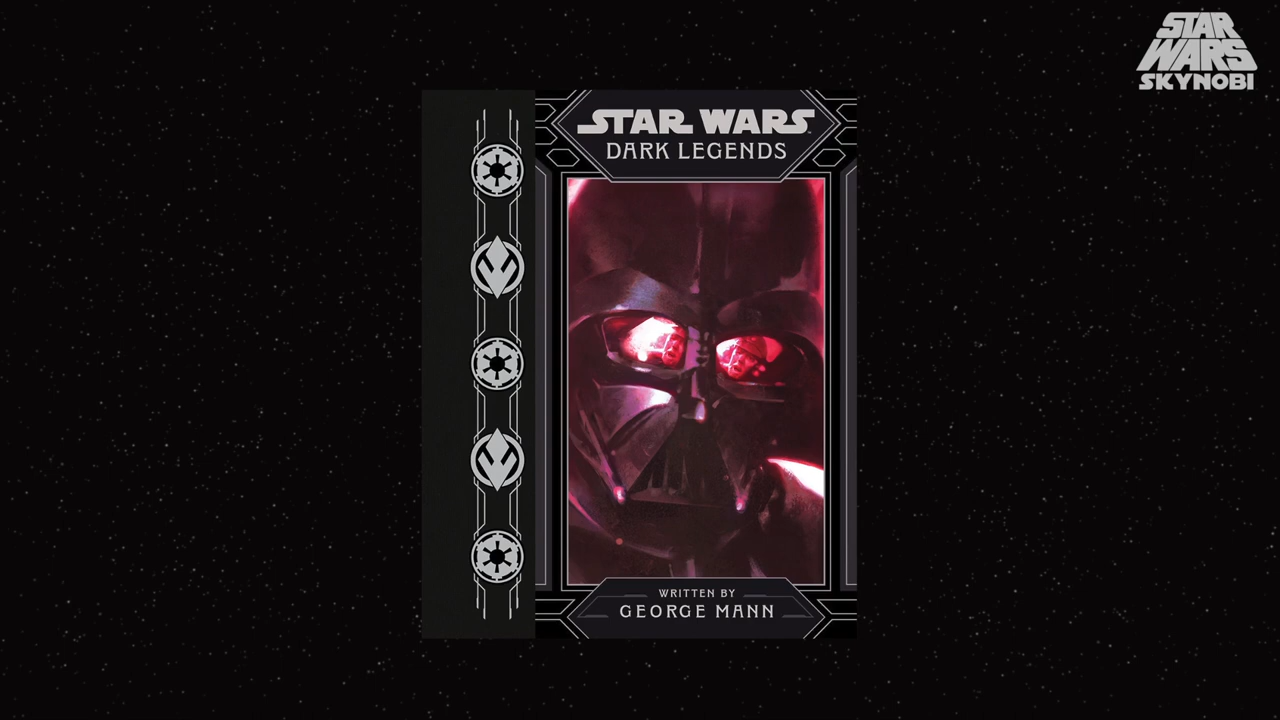 STAR
WARS
SKYNOBI
STAR WARS
DARK LEGENDS
WRITTEN BY
GEORGE MANN